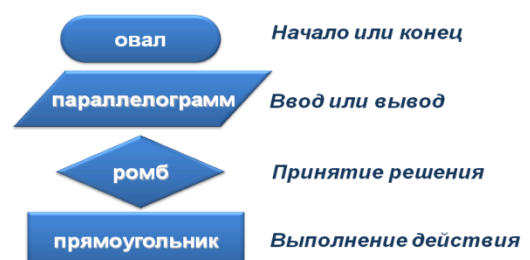 овал Начало или конец
параллелограмм Ввод или вывод
ромб Принятие решения
прямоугольник Выполнение действия